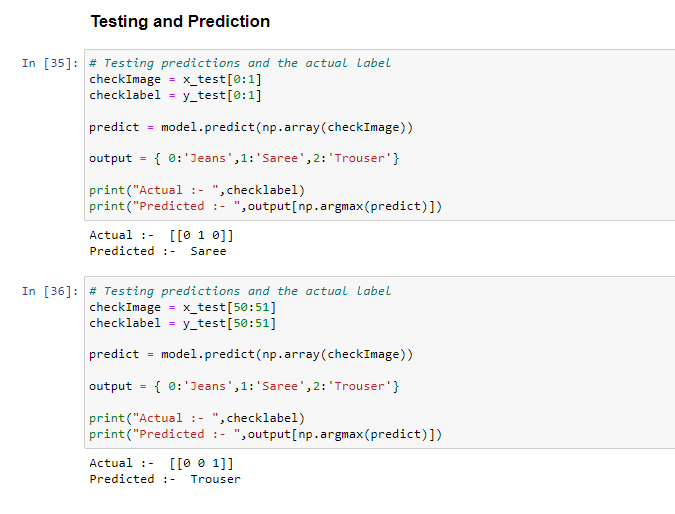 Testing and Prediction
In [35]: # Testing predictions and the actual label
checkImage = x_test[0:1]
checklabel = y_test[0:1]
predict = model.predict(np.array(checkImage))
output = { 0:'Jeans',1:'Saree',2:'Trouser'}
print("Actual :- ",checklabel)
print("Predicted :- ",output[np.argmax(predict)])
Actual :-  [[0 1 0]]
Predicted :-  Saree
In [36]: # Testing predictions and the actual label
checkImage = x_test[50:51]
checklabel = y_test[50:51]
predict = model.predict(np.array(checkImage))
output = { 0:'Jeans',1:'Saree',2:'Trouser'}
print("Actual :- ",checklabel)
print("Predicted :- ",output[np.argmax(predict)])
Actual :-  [[0 0 1]]
Predicted :-  Trouser